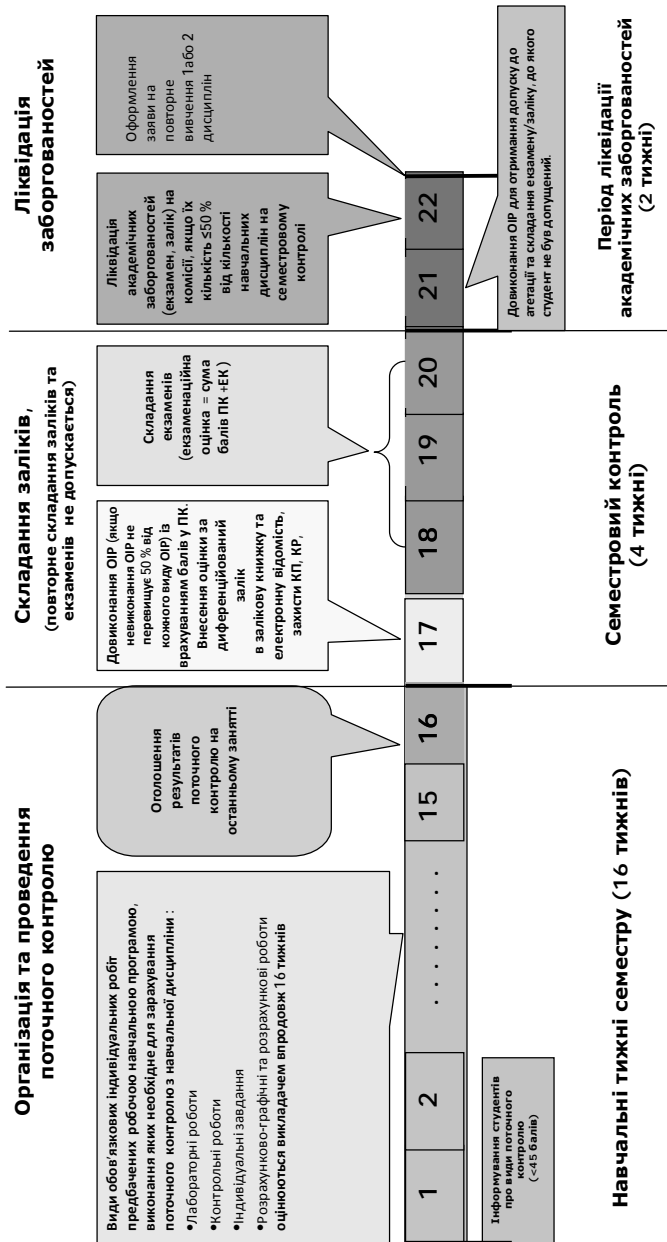 Організація та проведення
поточного контролю
Складання заліків,
(повторне складання заліків та
екзаменів не допускається)
Ліквідація
заборгованостей
Види обов'язкових індивідуальних робіт
предбачених робочою навчальною програмою,
виконання яких необхідне для зарахування
поточного контролю з навчальної дисципліни :
•Лабораторні роботи
•Контрольні роботи
•Індивідуальні завдання
•Розрахунково-графічні та розрахункові роботи
оцінюються викладачем впродовж 16 тижнів
Оголошення
результатів
поточного
контролю на
останньому занятті
Довиконання ОІР (якщо
невиконання ОІР не
перевищує 50 % від
кожного виду ОІР) із
врахуванням балів у ПК.
Внесення оцінки за
диференційований
залік
в залікову книжку та
електронну відомість,
захисти КП, КР,
Складання
екзаменів
(екзаменаційна
оцінка = сума
балів ПК +ЕК )
Ліквідація
академічних
заборгованостей
(екзамен, залік) на
комісії, якщо їх
кількість ≤50 %
від кількості
навчальних
дисциплін на
семестровому
контролі
Оформлення
заяви на
повторне
вивчення 1або 2
дисциплін
1
2
. . . . . . . .
15
16
17
18
19
20
21
22
Інформування студентів
про види поточного
контролю
(<45 балів)
Довиконання ОІР для отримання допуску до
атетації та складання екзамену/заліку, до якого
студент не був допущений.
Навчальні тижні семестру (16 тижнів)
Семестровий контроль
(4 тижні)
Період ліквідації
академічних заборгованостей
(2 тижні)